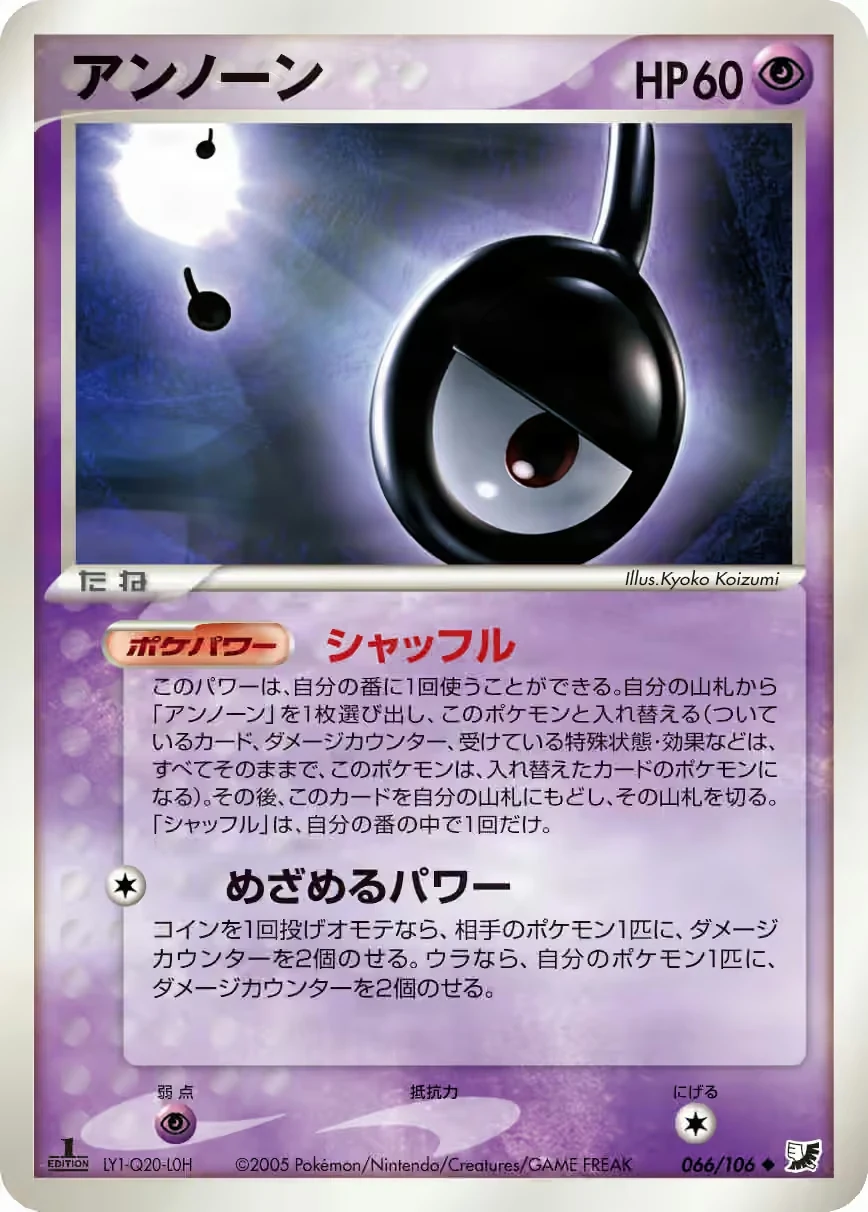 アンノーン
HP60
たね
Illus.Kyoko Koizumi
ポケパワー シャッフル
このパワーは、自分の番に1回使うことができる。自分の山札から
「アンノーン」を1枚選び出し、このポケモンと入れ替える(ついて
いるカード、ダメージカウンター、受けている特殊状態・効果などは、
すべてそのままで、このポケモンは、入れ替えたカードのポケモンに
なる)。その後、このカードを自分の山札にもどし、その山札を切る。
「シャッフル」は、自分の番の中で1回だけ。
めざめるパワー
コインを1回投げオモテなら、相手のポケモン1匹に、ダメージ
カウンターを2個のせる。ウラなら、自分のポケモン1匹に、
ダメージカウンターを2個のせる。
弱点 抵抗力 にげる
1
EDITION
LY1-Q20-L0H ©2005 Pokémon/Nintendo/Creatures/GAME FREAK 066/106 ◆